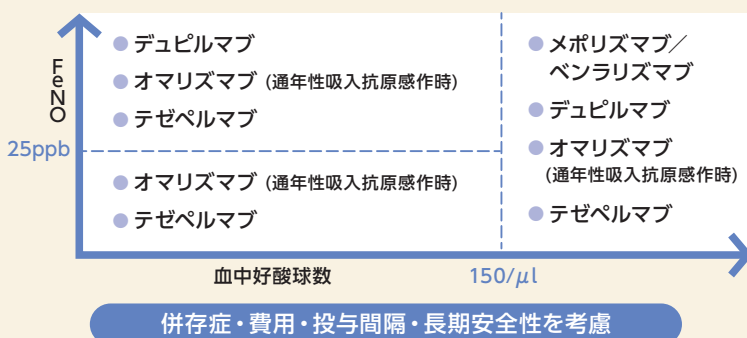 FeNO
25ppb
● デュピルマブ
● オマリズマブ (通年性吸入抗原感作時)
● テゼペルマブ
● オマリズマブ (通年性吸入抗原感作時)
● テゼペルマブ
● メポリズマブ／
ベンラリズマブ
● デュピルマブ
● オマリズマブ
(通年性吸入抗原感作時)
● テゼペルマブ
血中好酸球数
150/μl
併存症・費用・投与間隔・長期安全性を考慮